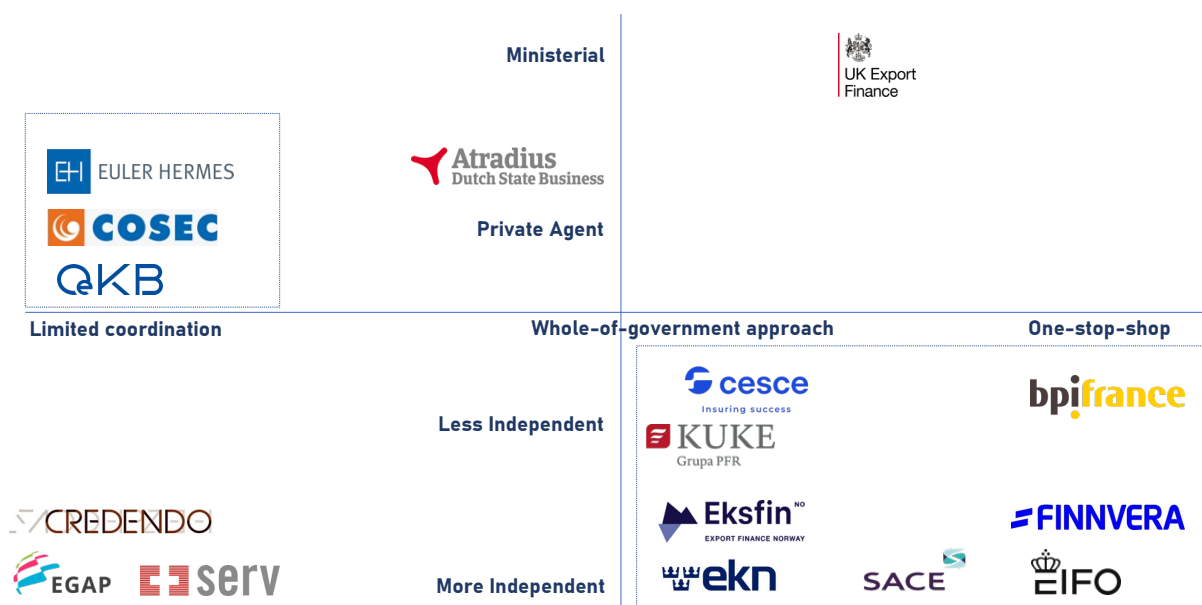 Ministerial
UK Export
Finance
EH EULER HERMES
Atradius
Dutch State Business
COSEC
Private Agent
OeKB
Limited coordination
Whole-of-government approach
One-stop-shop
cesce
Insuring success
bpifrance
Less Independent
KUKE
Grupa PFR
CREDENDO
Eksfin NO
EXPORT FINANCE NORWAY
FINNVERA
EGAP
serv
More Independent
ekn
SACE
EIFO